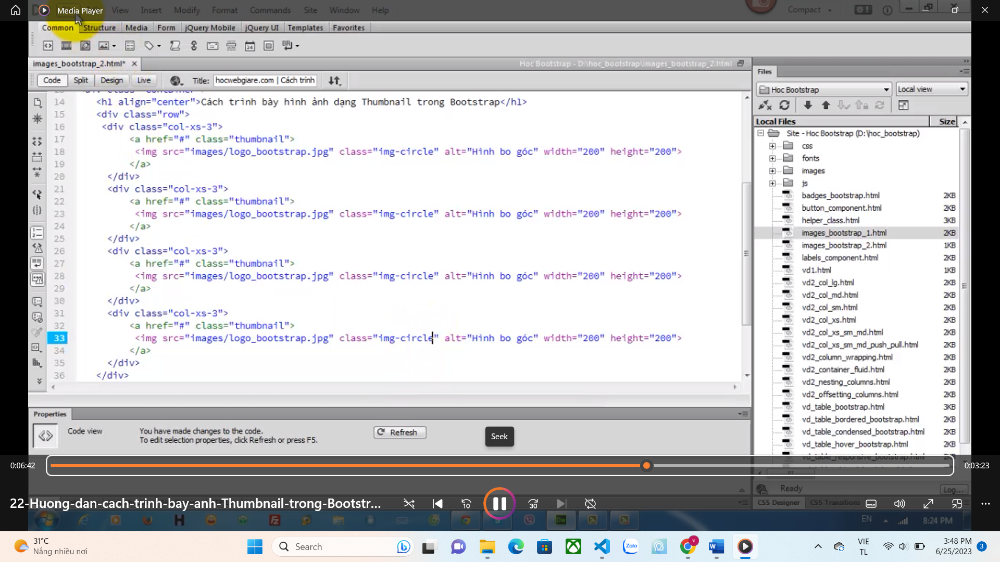 Media Player
View Insert Modify Format Commands Site Window Help
Compact
Common Structure Media Form jQuery Mobile jQuery UI Templates Favorites
images_bootstrap_2.html*
Hoc Bootstrap - D:\hoc_bootstrap\images_bootstrap_2.html
Code Split Design Live
Title: hocwebgiare.com | Cách trình
14 <h1 align="center">Cách trình bày hình ảnh dạng Thumbnail trong Bootstrap</h1>
15 <div class="row">
16 <div class="col-xs-3">
17 <a href="#" class="thumbnail">
18 <img src="images/logo_bootstrap.jpg" class="img-circle" alt="Hình bo góc" width="200" height="200">
19 </a>
20 </div>
21 <div class="col-xs-3">
22 <a href="#" class="thumbnail">
23 <img src="images/logo_bootstrap.jpg" class="img-circle" alt="Hình bo góc" width="200" height="200">
24 </a>
25 </div>
26 <div class="col-xs-3">
27 <a href="#" class="thumbnail">
28 <img src="images/logo_bootstrap.jpg" class="img-circle" alt="Hình bo góc" width="200" height="200">
29 </a>
30 </div>
31 <div class="col-xs-3">
32 <a href="#" class="thumbnail">
33 <img src="images/logo_bootstrap.jpg" class="img-circle" alt="Hình bo góc" width="200" height="200">
34 </a>
35 </div>
36 </div>
Files
Hoc Bootstrap
Local view
Local Files Size
Site - Hoc Bootstrap (D:\hoc_bootstrap)
css
fonts
images
js
badges_bootstrap.html 2KB
button_component.html 2KB
helper_class.html 3KB
images_bootstrap_1.html 2KB
images_bootstrap_2.html 1KB
labels_component.html 2KB
vd1.html 1KB
vd2_col_lg.html 2KB
vd2_col_md.html 2KB
vd2_col_sm.html 2KB
vd2_col_xs.html 2KB
vd2_col_xs_sm_md.html 2KB
vd2_col_xs_sm_md_push_pull.html 2KB
vd2_column_wrapping.html 2KB
vd2_container_fluid.html 2KB
vd2_nesting_columns.html 2KB
vd2_offsetting_columns.html 2KB
vd_table_bootstrap.html 3KB
vd_table_bordered_bootstrap.html 2KB
vd_table_condensed_bootstrap.html 2KB
vd_table_hover_bootstrap.html 2KB
Properties
Code view
You have made changes to the code.
To edit selection properties, click Refresh or press F5.
Refresh
Seek
0:06:42
0:03:23
Ready
Log...
22-Huong-dan-cach-trinh-bay-anh-Thumbnail-trong-Bootstr...
10
30
CSS Designer CSS Transitions
EN
8:24 PM
31°C
Nắng nhiều nơi
Search
Zalo
VIE
TL
3:48 PM
6/25/2023
3